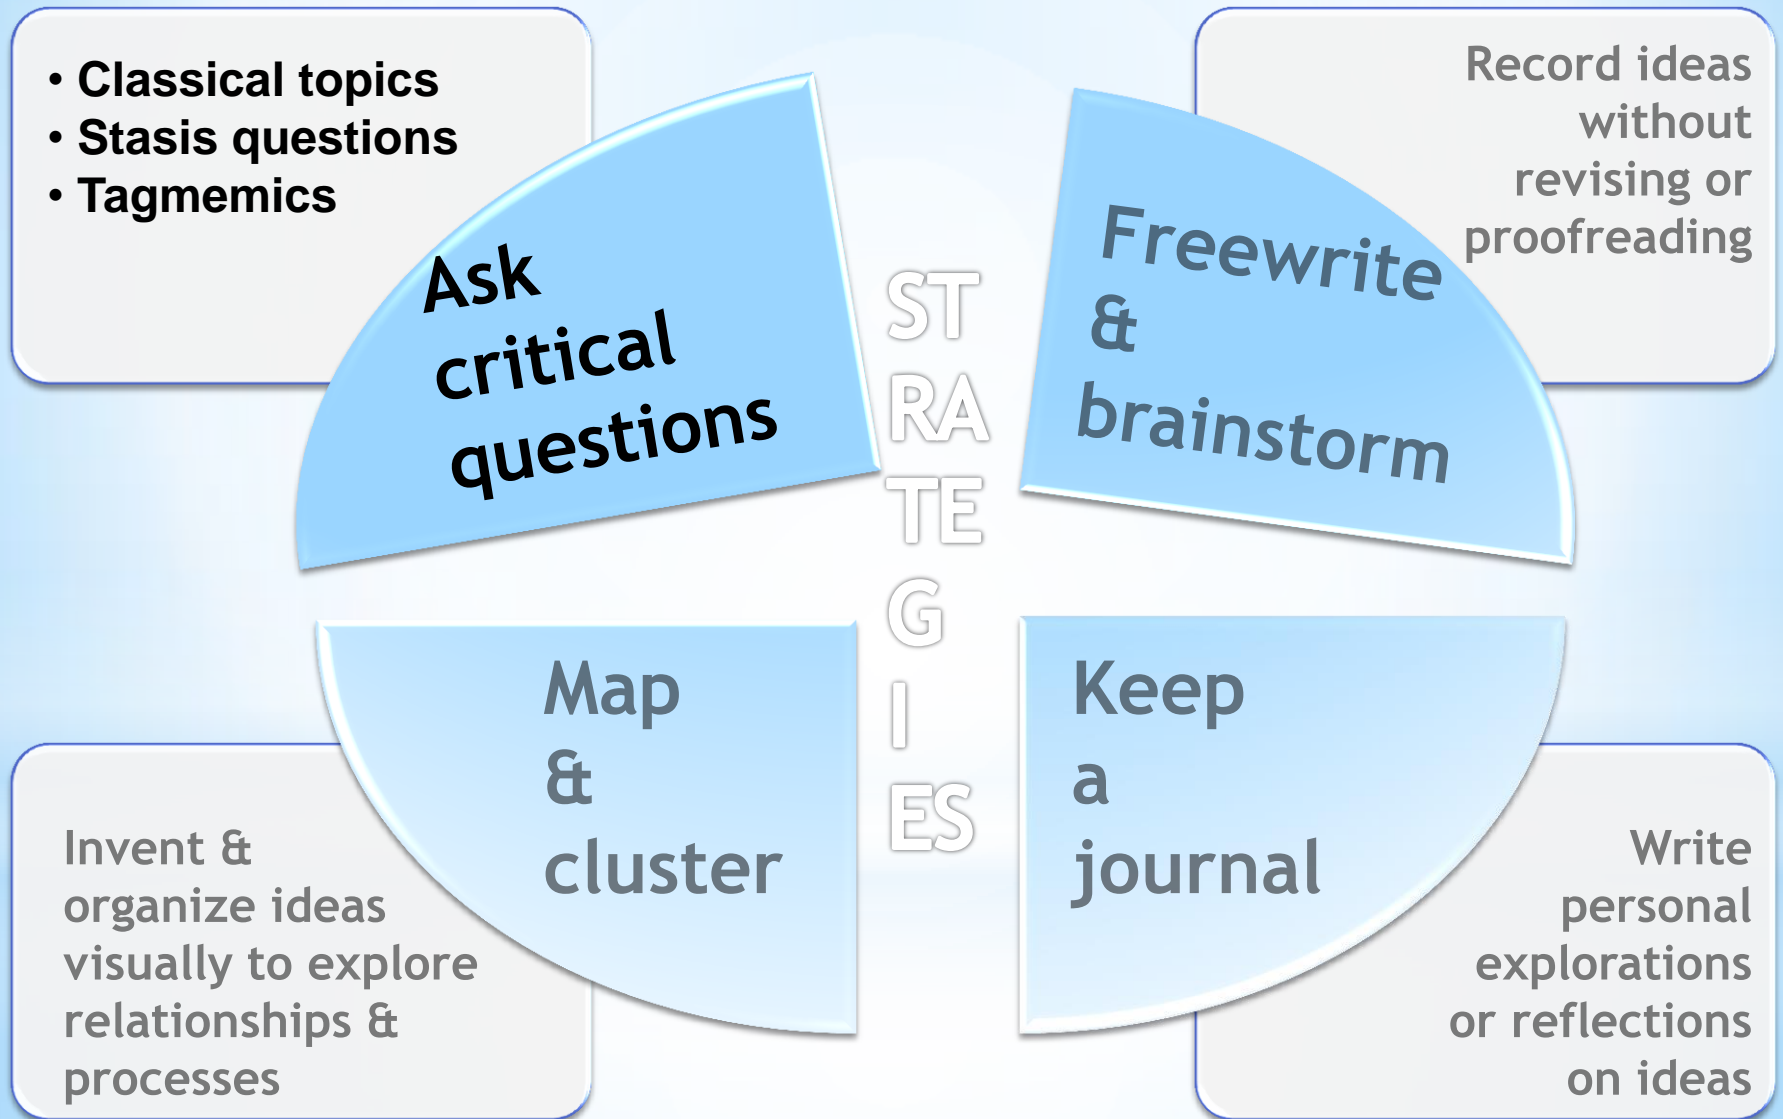 • Classical topics
• Stasis questions
• Tagmemics
Ask
critical
questions
Record ideas
without
revising or
proofreading
Freewrite
&
brainstorm
ST
RA
TE
G
I
ES
Map
&
cluster
Invent &
organize ideas
visually to explore
relationships &
processes
Keep
a
journal
Write
personal
explorations
or reflections
on ideas